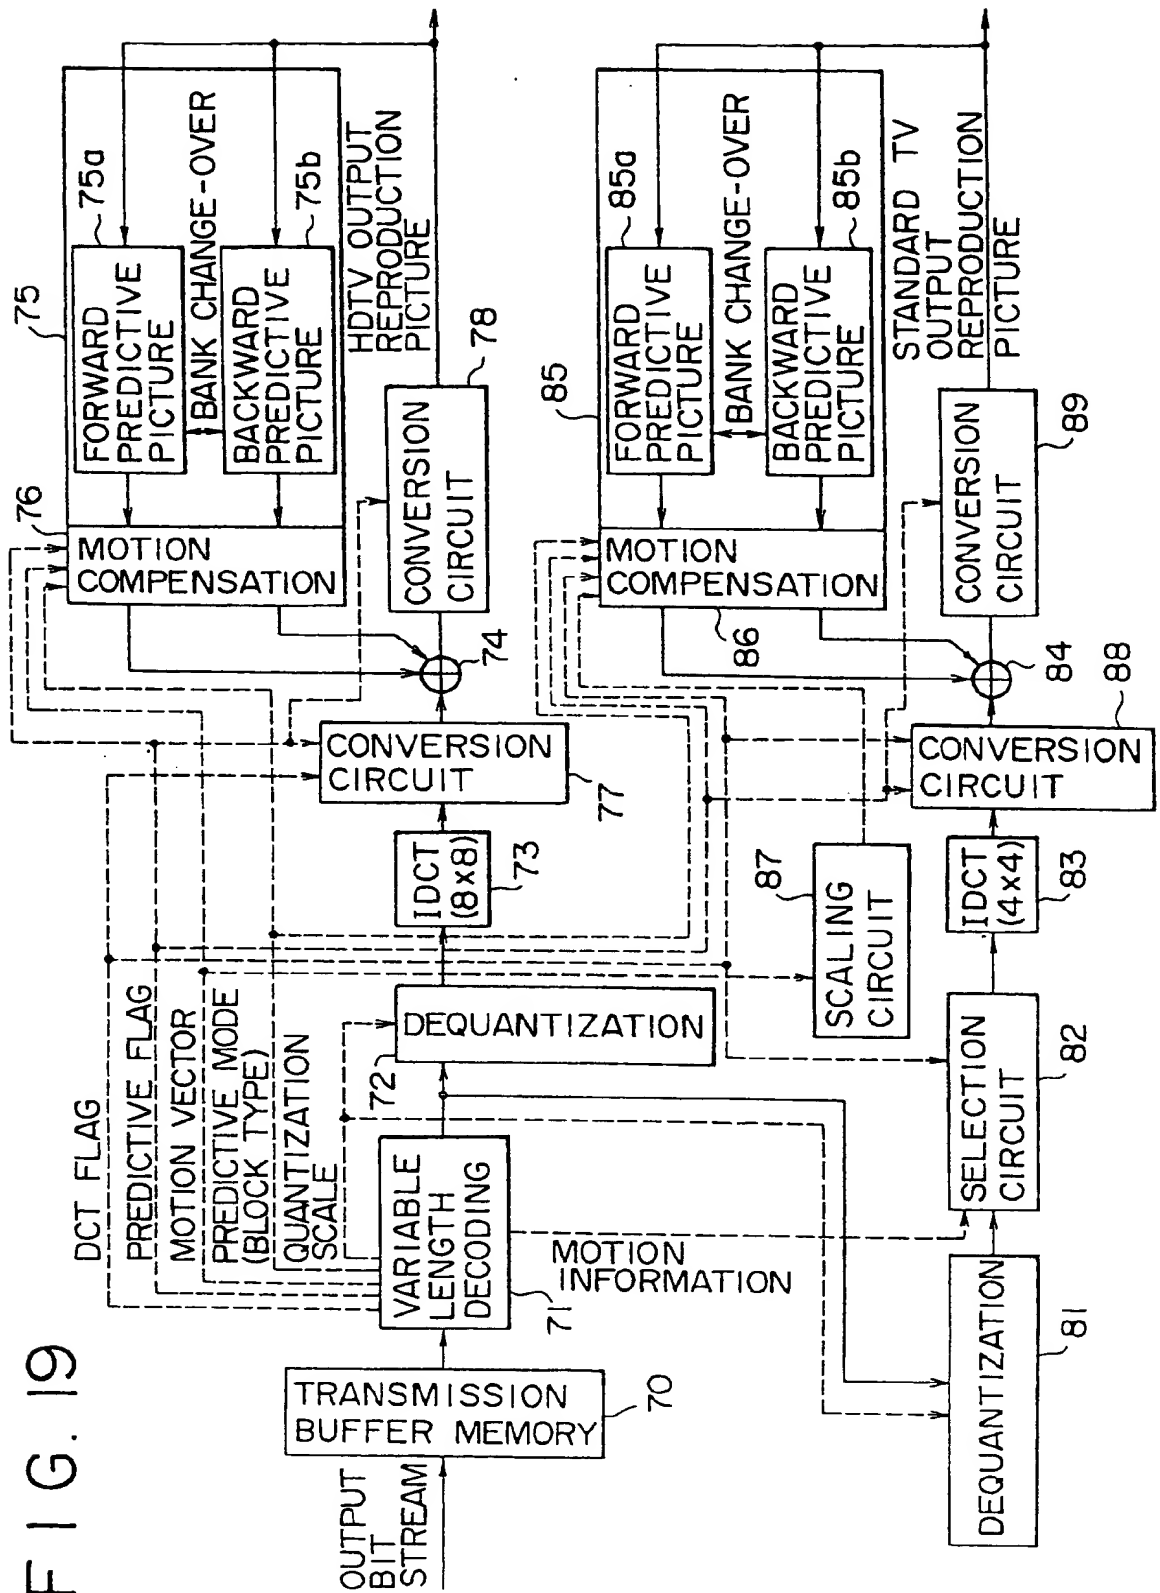 FIG. 19
OUTPUT
BIT
STREAM
TRANSMISSION
BUFFER MEMORY
70
VARIABLE
LENGTH
DECODING
71
DCT FLAG
PREDICTIVE FLAG
MOTION VECTOR
PREDICTIVE MODE
(BLOCK TYPE)
QUANTIZATION
SCALE
MOTION
INFORMATION
72
DEQUANTIZATION
IDCT
(8×8)
73
CONVERSION
CIRCUIT
77
74
CONVERSION
CIRCUIT
78
HDTV OUTPUT
REPRODUCTION
PICTURE
75
76
MOTION
COMPENSATION
FORWARD
PREDICTIVE
PICTURE
75a
BANK CHANGE-OVER
BACKWARD
PREDICTIVE
PICTURE
75b
DEQUANTIZATION
81
SELECTION
CIRCUIT
82
87
SCALING
CIRCUIT
IDCT
(4×4)
83
CONVERSION
CIRCUIT
88
84
CONVERSION
CIRCUIT
89
STANDARD TV
OUTPUT
REPRODUCTION
PICTURE
85
MOTION
COMPENSATION
86
FORWARD
PREDICTIVE
PICTURE
85a
BANK CHANGE-OVER
BACKWARD
PREDICTIVE
PICTURE
85b